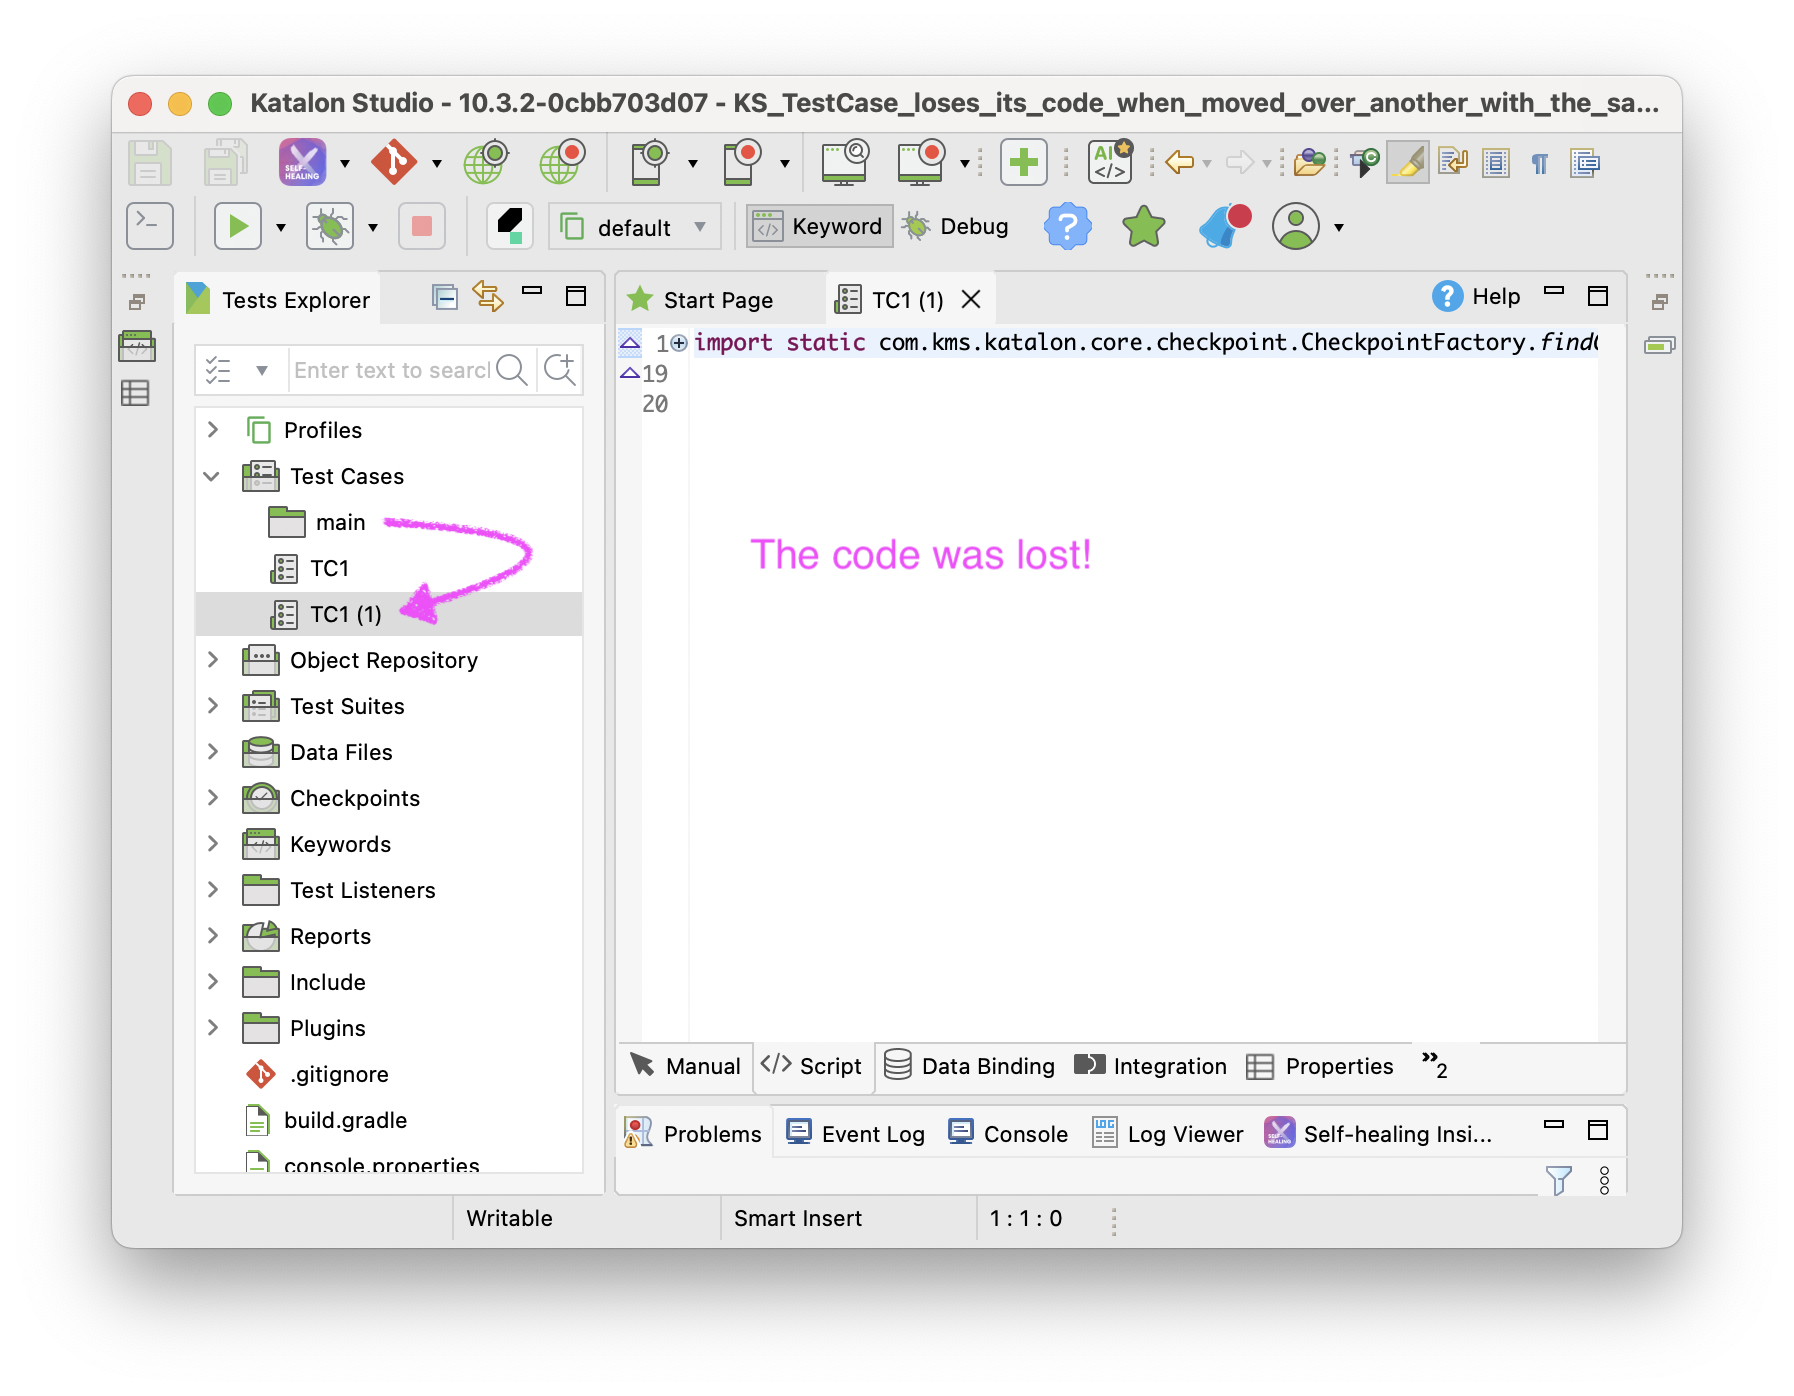 Katalon Studio - 10.3.2-0cbb703d07 - KS_TestCase_loses_its_code_when_moved_over_another_with_the_sa...
SELF-HEALING
AI
default
Keyword
Debug
Tests Explorer
Start Page
TC1 (1)
Help
Enter text to search
1 import static com.kms.katalon.core.checkpoint.CheckpointFactory.find
19
20
Profiles
Test Cases
main
TC1
TC1 (1)
Object Repository
Test Suites
Data Files
Checkpoints
Keywords
Test Listeners
Reports
Include
Plugins
.gitignore
build.gradle
console.properties
The code was lost!
Manual
Script
Data Binding
Integration
Properties
»2
Problems
Event Log
Console
Log Viewer
Self-healing Insi...
Writable
Smart Insert
1 : 1 : 0